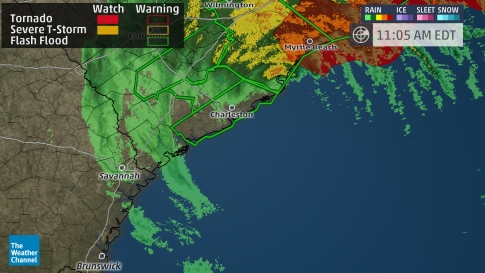 Watch Warning
Tornado
Severe T-Storm
Flash Flood
Wilmington
RAIN ICE SLEET SNOW
11:05 AM EDT
Myrtle Beach
Charleston
Savannah
Brunswick
The
Weather
Channel